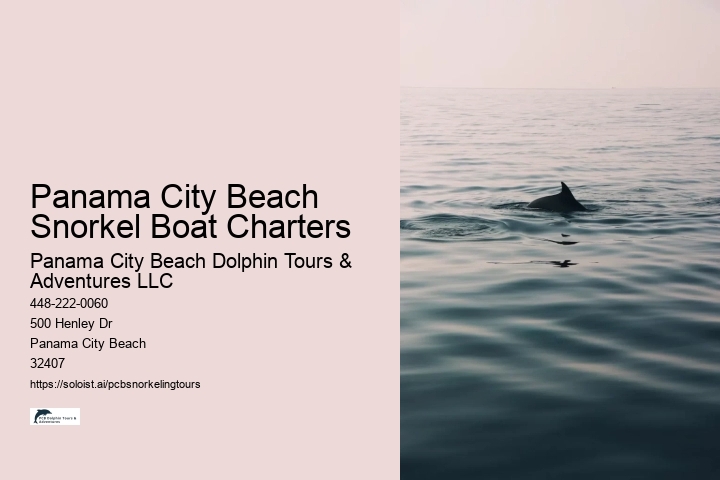 Panama City Beach
Snorkel Boat Charters
Panama City Beach Dolphin Tours &
Adventures LLC
448-222-0060
500 Henley Dr
Panama City Beach
32407
https://soloist.ai/pcbsnorkelingtours
PCB Dolphin Tours &
Adventures